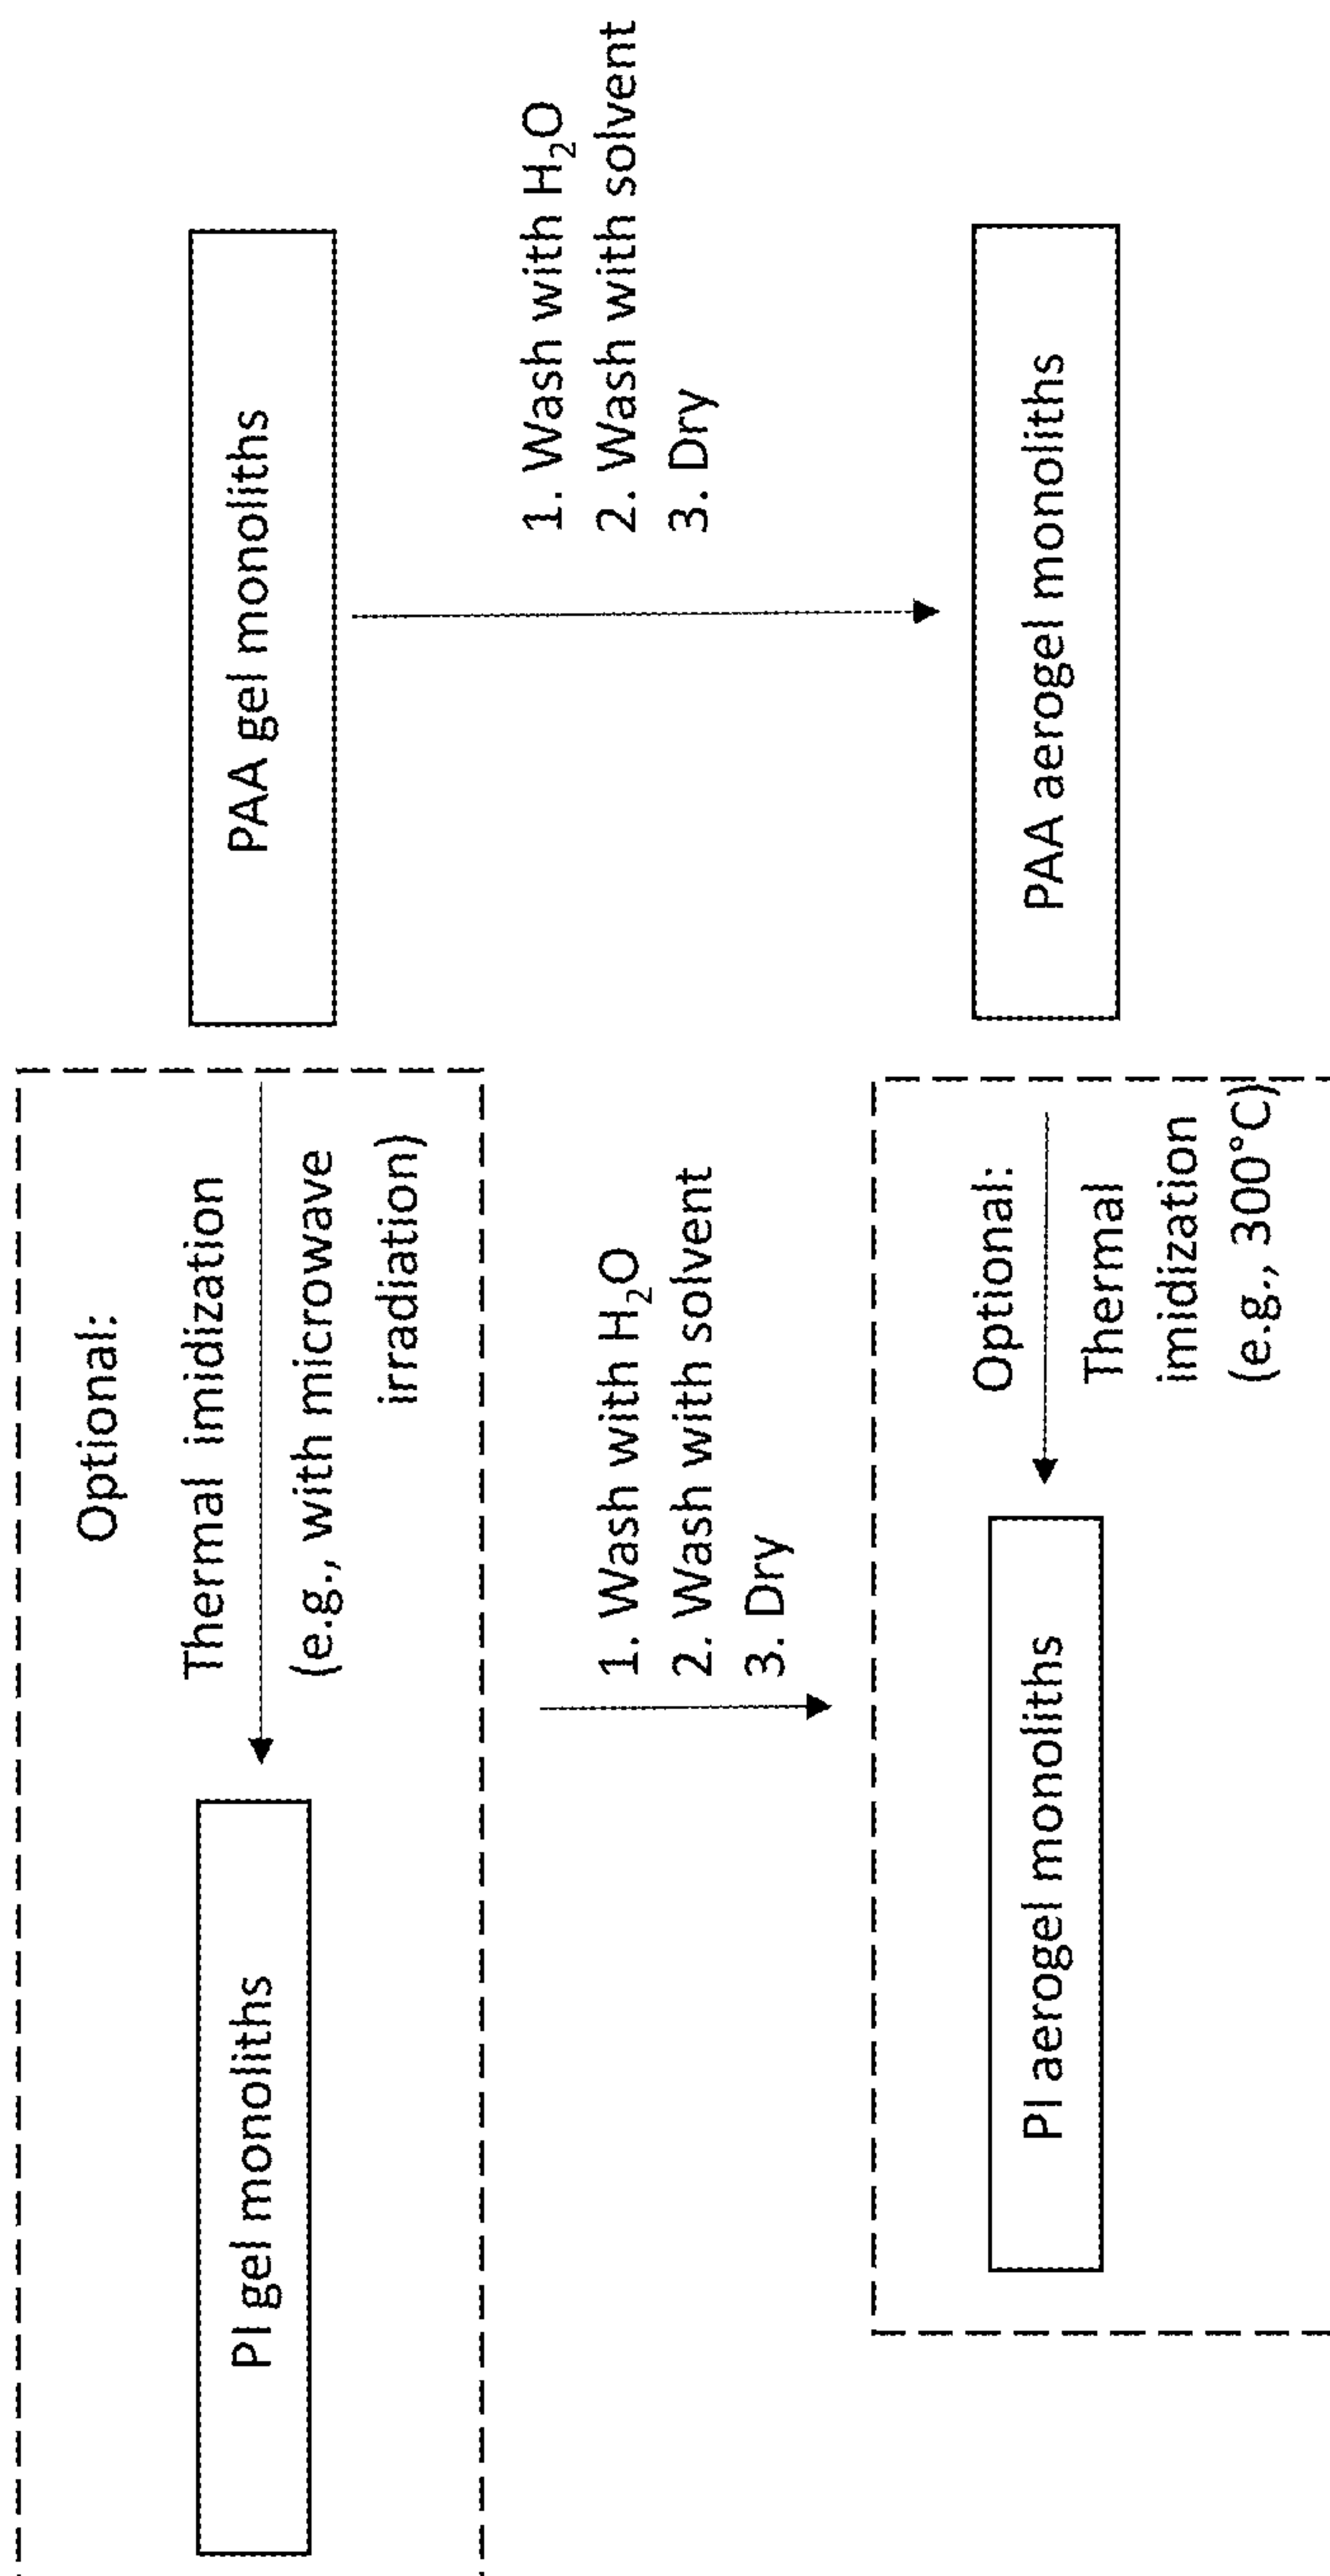 Optional:
Thermal imidization
(e.g., with microwave
irradiation)
PI gel monoliths
PAA gel monoliths
1. Wash with H₂O
2. Wash with solvent
3. Dry
1. Wash with H₂O
2. Wash with solvent
3. Dry
PI aerogel monoliths
Optional:
Thermal
imidization
(e.g., 300°C)
PAA aerogel monoliths